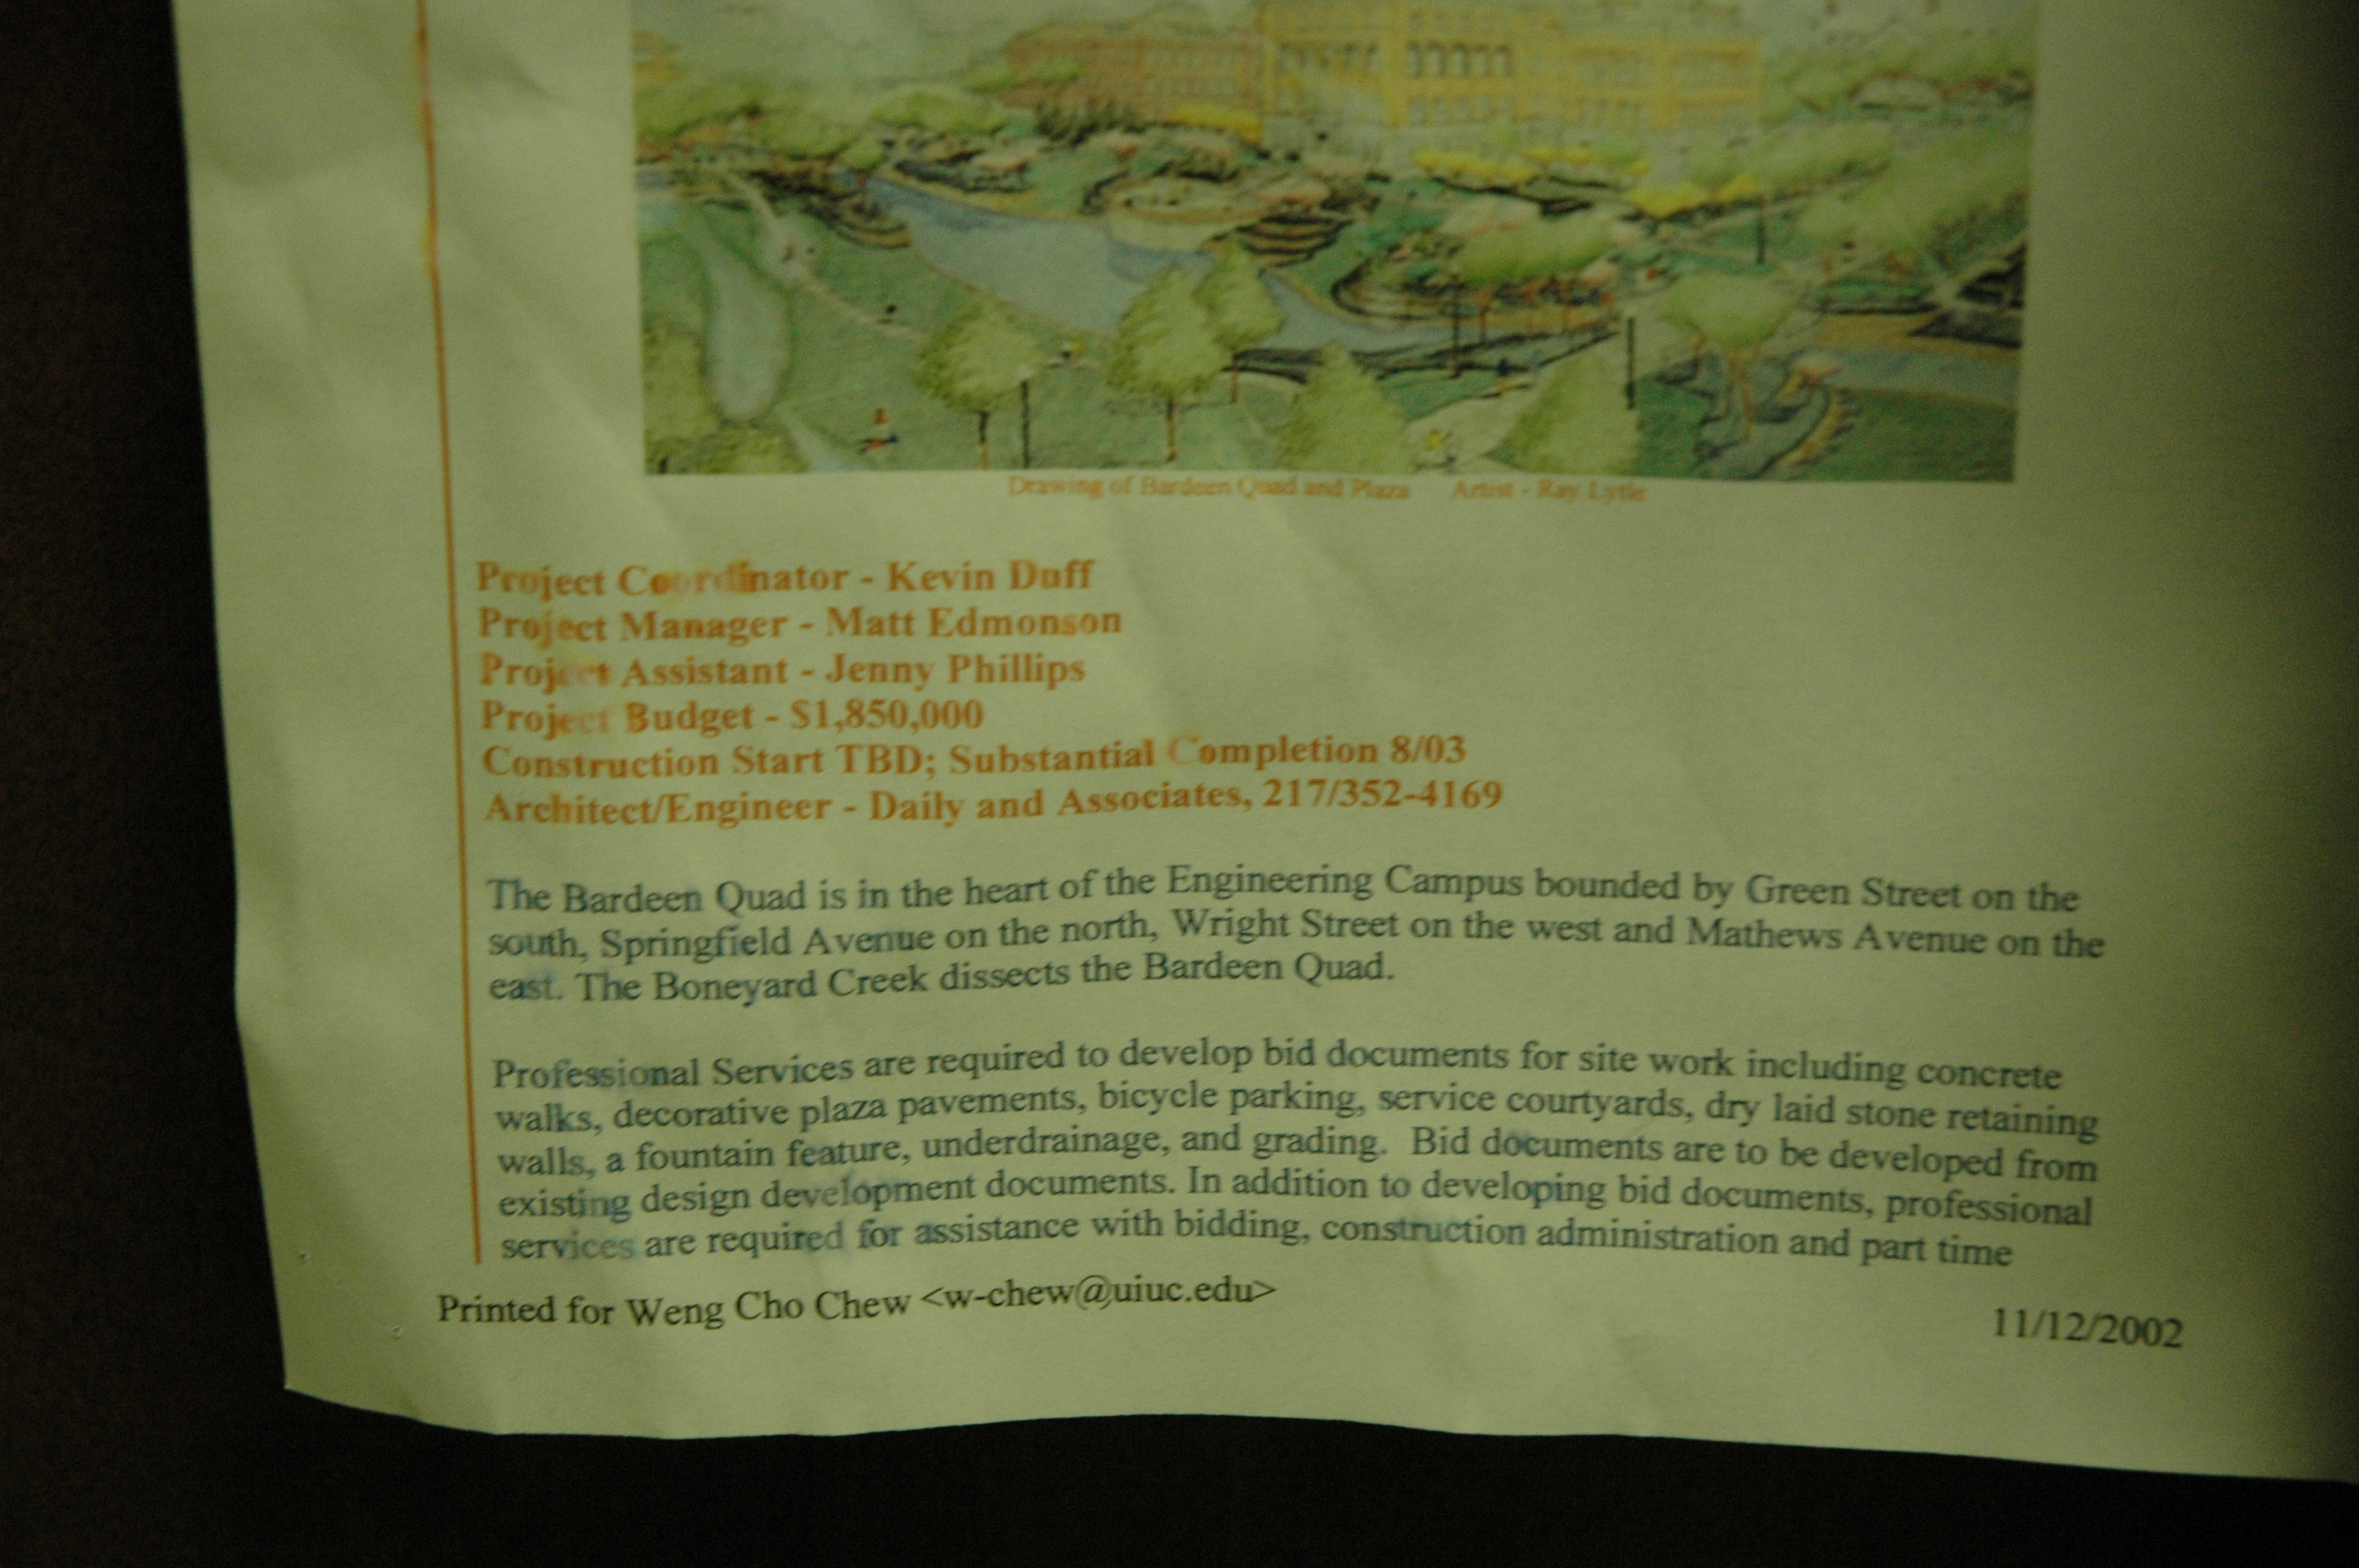 Drawing of Bardeen Quad and Plaza Artist - Ray Lytle
Project Coordinator - Kevin Duff
Project Manager - Matt Edmonson
Project Assistant - Jenny Phillips
Project Budget - $1,850,000
Construction Start TBD; Substantial Completion 8/03
Architect/Engineer - Daily and Associates, 217/352-4169
The Bardeen Quad is in the heart of the Engineering Campus bounded by Green Street on the
south, Springfield Avenue on the north, Wright Street on the west and Mathews Avenue on the
east. The Boneyard Creek dissects the Bardeen Quad.
Professional Services are required to develop bid documents for site work including concrete
walks, decorative plaza pavements, bicycle parking, service courtyards, dry laid stone retaining
walls, a fountain feature, underdrainage, and grading. Bid documents are to be developed from
existing design development documents. In addition to developing bid documents, professional
services are required for assistance with bidding, construction administration and part time
Printed for Weng Cho Chew <w-chew@uiuc.edu>
11/12/2002